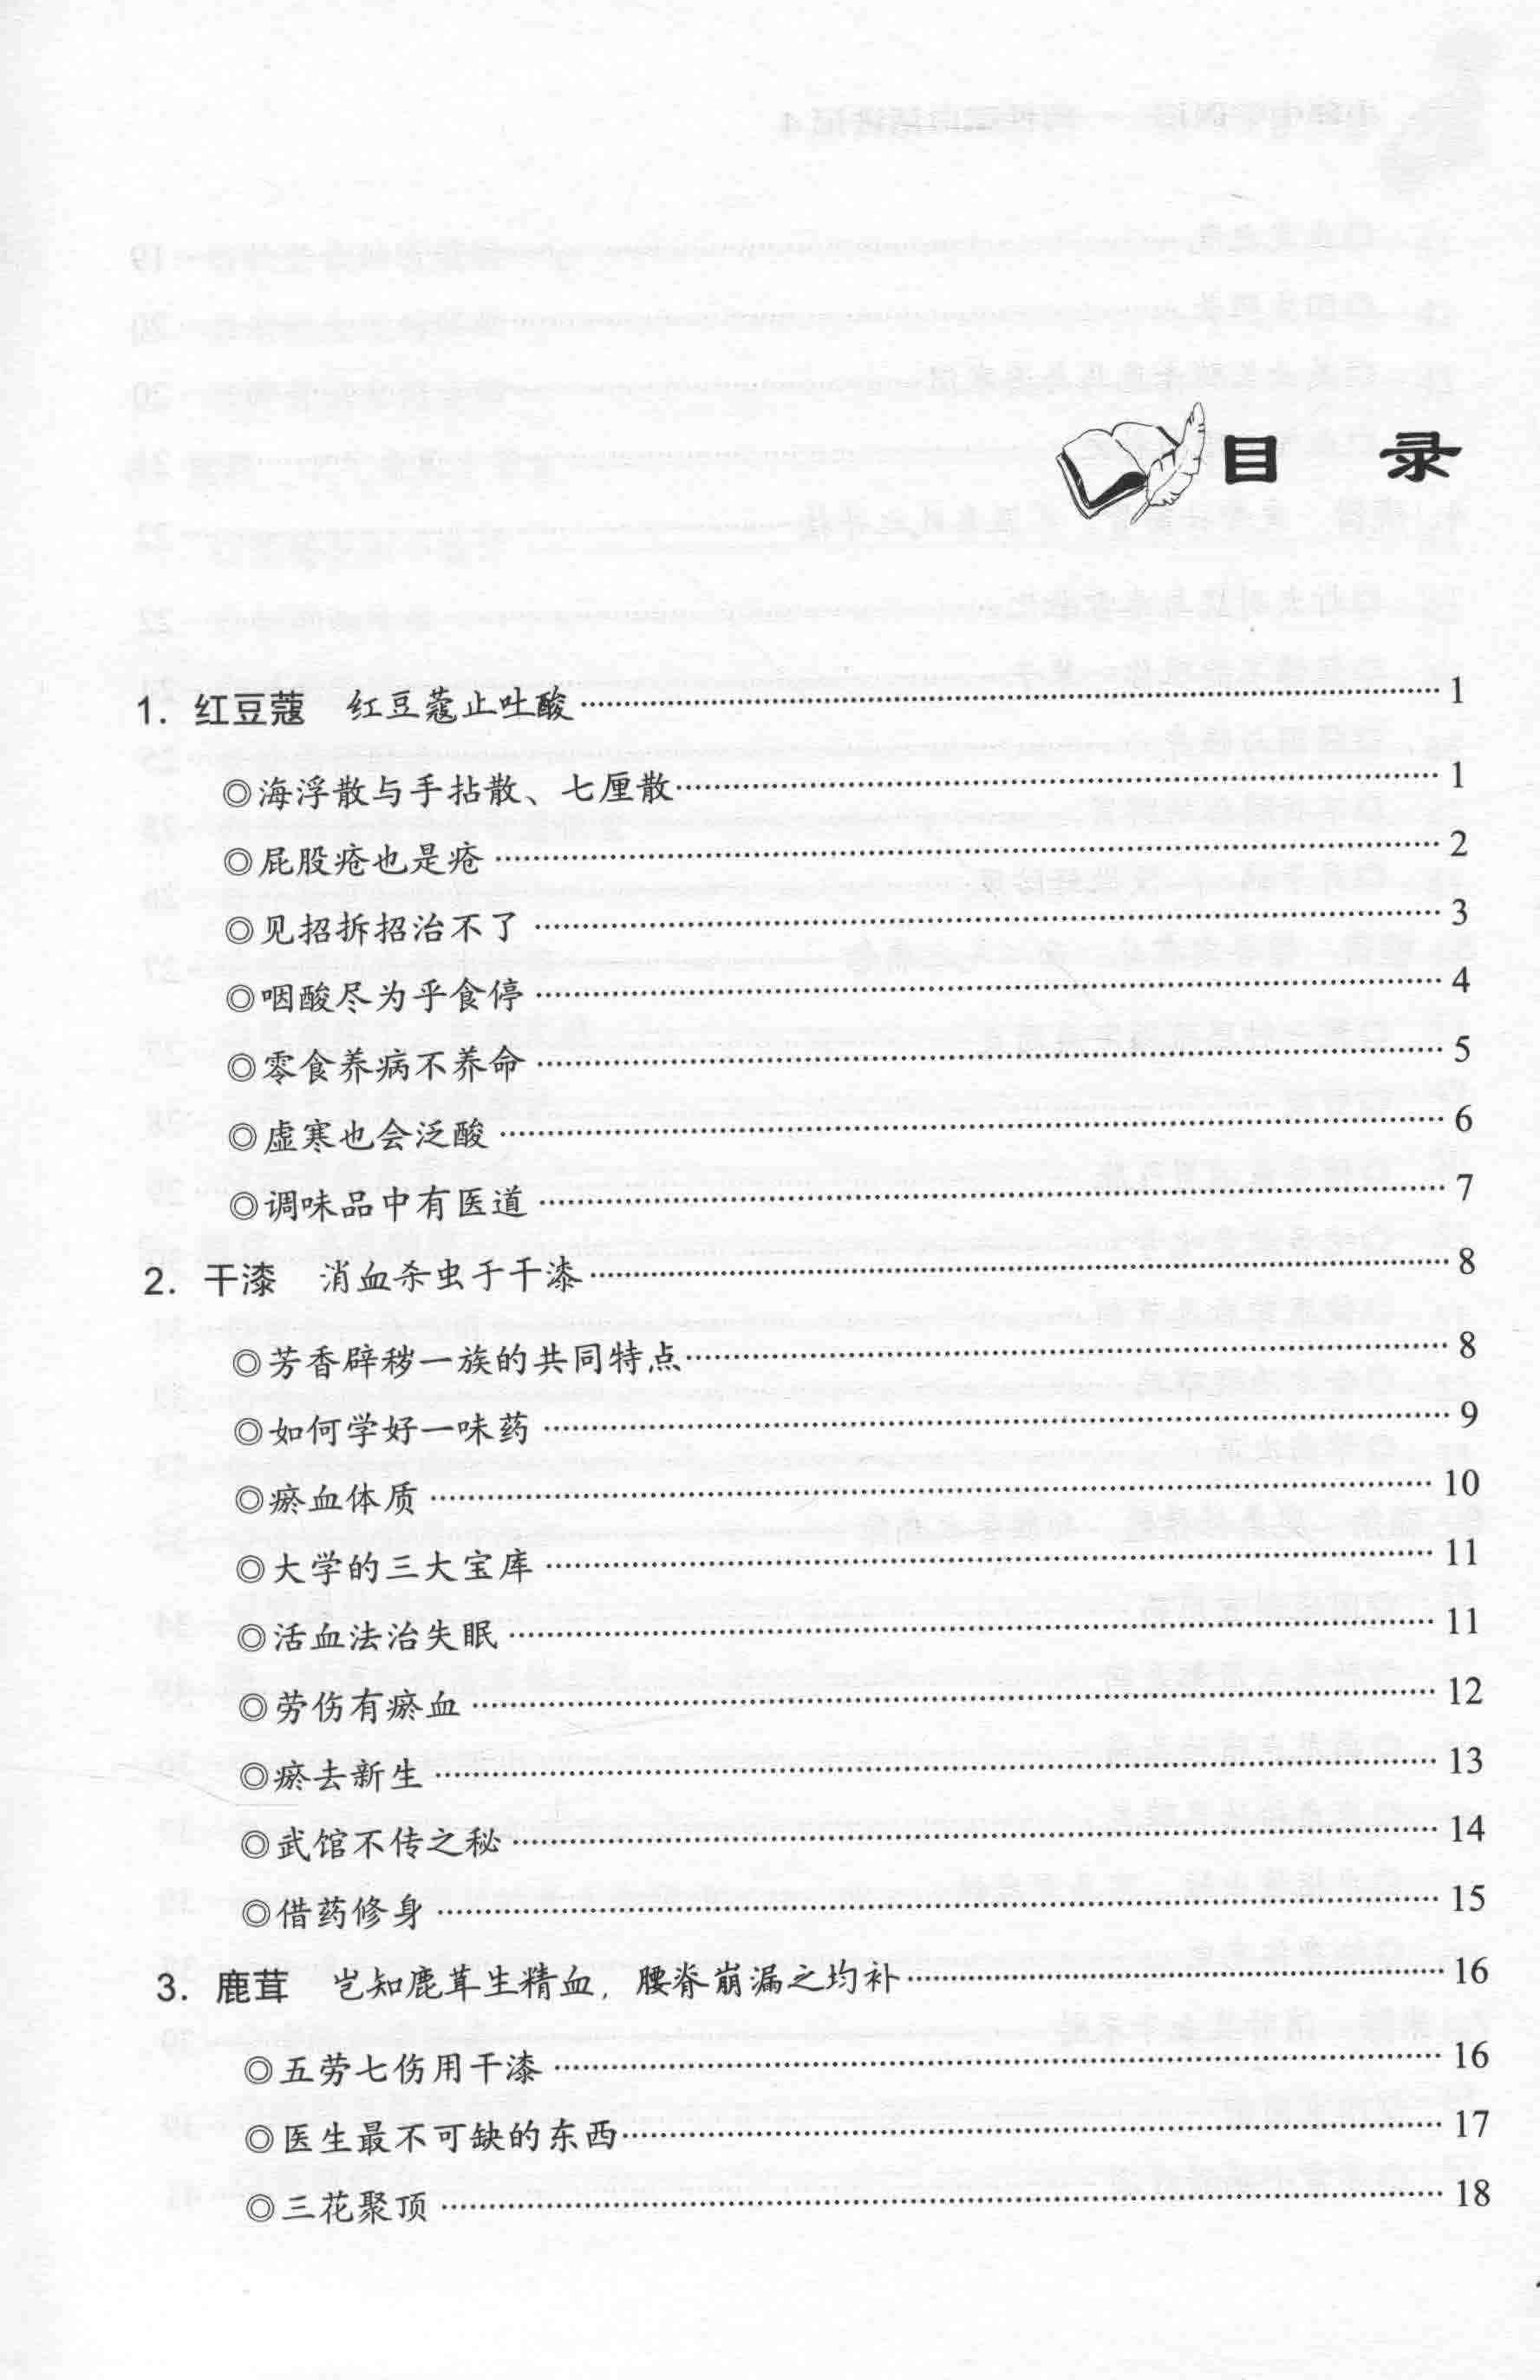 目 录
1. 红豆蔻 红豆蔻止吐酸 1
◎海浮散与手拈散、七厘散 1
◎屁股疮也是疮 2
◎见招拆招治不了 3
◎咽酸尽为乎食停 4
◎零食养病不养命 5
◎虚寒也会泛酸 6
◎调味品中有医道 7
2. 干漆 消血杀虫于干漆 8
◎芳香辟秽一族的共同特点 8
◎如何学好一味药 9
◎瘀血体质 10
◎大学的三大宝库 11
◎活血法治失眠 11
◎劳伤有瘀血 12
◎瘀去新生 13
◎武馆不传之秘 14
◎借药修身 15
3. 鹿茸 岂知鹿茸生精血，腰脊崩漏之均补 16
◎五劳七伤用干漆 16
◎医生最不可缺的东西 17
◎三花聚顶 18